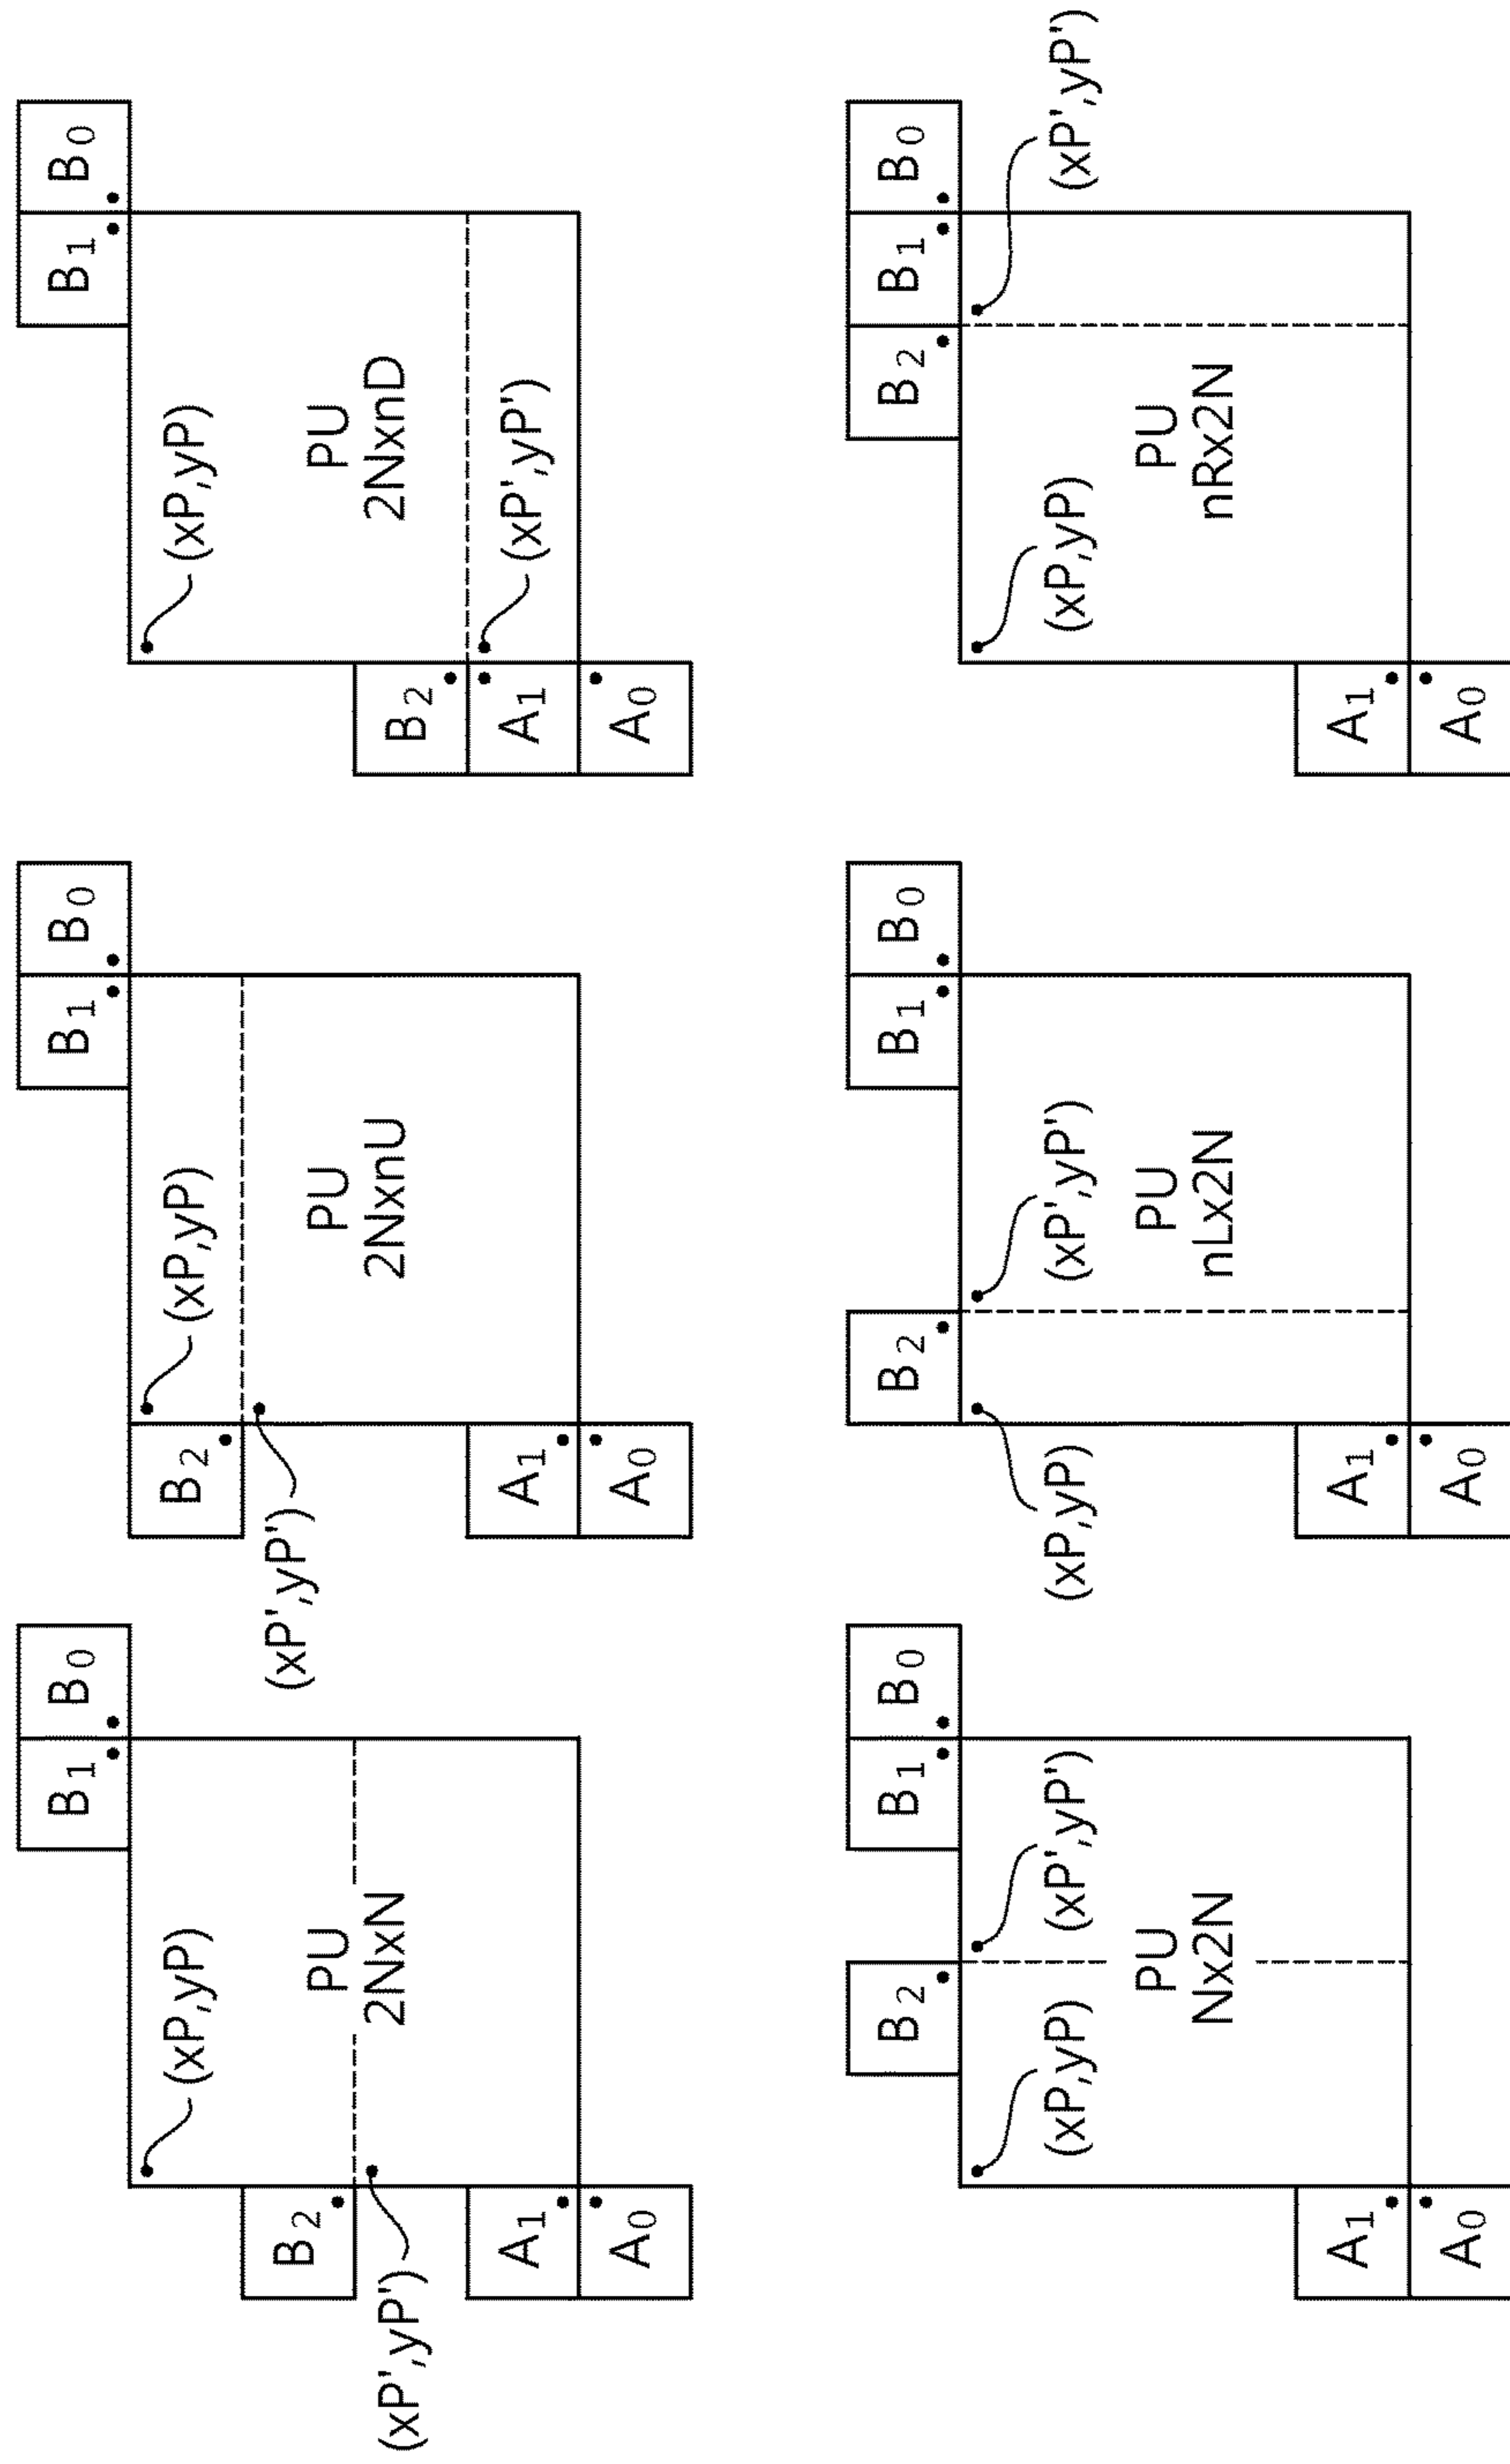 B0
B1
(xP,yP)
PU
2NxN
B2
(xP',yP')
A1
A0
B0
B1
(xP,yP)
B2
(xP',yP')
PU
2NxnU
A1
A0
B0
B1
(xP,yP)
PU
2NxnD
B2
(xP',yP')
A1
A0
B2
B1
B0
(xP,yP)
(xP',yP')
PU
Nx2N
A1
A0
B2
B1
B0
(xP,yP)
(xP',yP')
PU
nLx2N
A1
A0
B2
B1
B0
(xP,yP)
(xP',yP')
PU
nRx2N
A1
A0